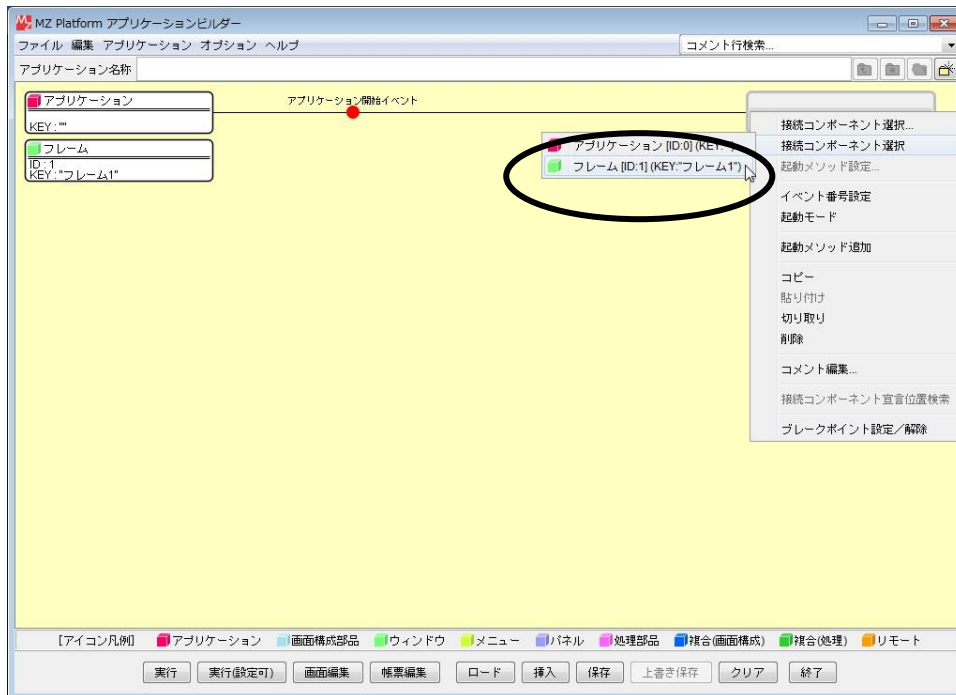 MZ Platform アプリケーションビルダー
ファイル 編集 アプリケーション オプション ヘルプ
コメント行検索...
アプリケーション名称
アプリケーション
アプリケーション開始イベント
KEY : ""
フレーム
ID : 1
KEY : "フレーム1"
アプリケーション [ID:0] (KEY:
フレーム [ID:1] (KEY:"フレーム1")
接続コンポーネント選択...
接続コンポーネント選択
起動メソッド設定...
イベント番号設定
起動モード
起動メソッド追加
コピー
貼り付け
切り取り
削除
コメント編集...
接続コンポーネント宣言位置検索
ブレークポイント設定／解除
[アイコン凡例] アプリケーション 画面構成部品 ウィンドウ メニュー パネル 処理部品 複合(画面構成) 複合(処理) リモート
実行 実行(設定可) 画面編集 帳票編集 ロード 挿入 保存 上書き保存 クリア 終了